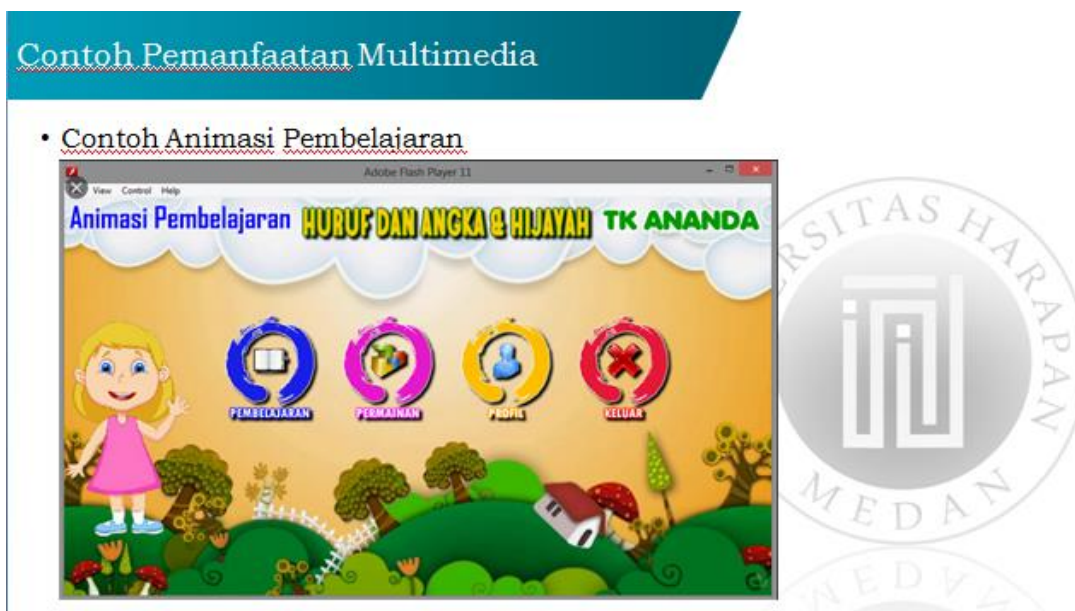 Contoh Pemanfaatan Multimedia
• Contoh Animasi Pembelajaran
Adobe Flash Player 11
View Control Help
Animasi Pembelajaran HURUF DAN ANGKA & HIJAYAH TK ANANDA
PEMBELAJARAN PERMAINAN PROFIL KELUAR
ERSITAS HARAPAN
MEDAN